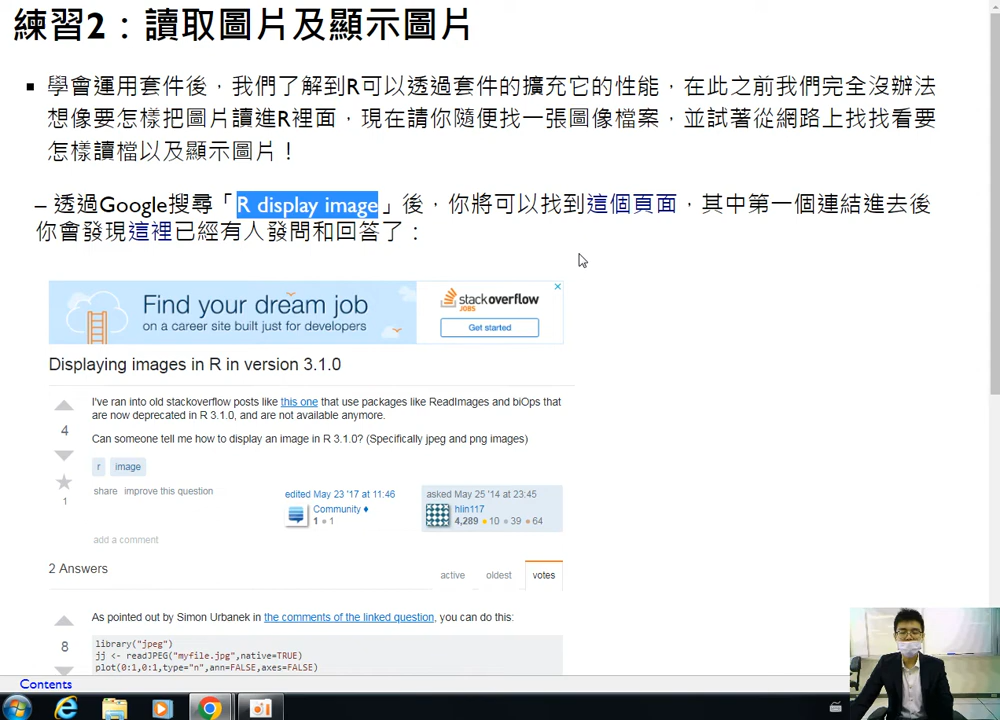 練習2：讀取圖片及顯示圖片
▪ 學會運用套件後，我們了解到R可以透過套件的擴充它的性能，在此之前我們完全沒辦法
想像要怎樣把圖片讀進R裡面，現在請你隨便找一張圖像檔案，並試著從網路上找找看要
怎樣讀檔以及顯示圖片！
– 透過Google搜尋「R display image」後，你將可以找到這個頁面，其中第一個連結進去後
你會發現這裡已經有人發問和回答了：
Find your dream job
on a career site built just for developers
stackoverflow
JOBS
Get started
Displaying images in R in version 3.1.0
I've ran into old stackoverflow posts like this one that use packages like ReadImages and biOps that
are now deprecated in R 3.1.0, and are not available anymore.
4
Can someone tell me how to display an image in R 3.1.0? (Specifically jpeg and png images)
r image
1
share improve this question
edited May 23 '17 at 11:46
Community ♦
1 ● 1
asked May 25 '14 at 23:45
hlin117
4,289 ●10 ●39 ●64
add a comment
2 Answers
active oldest votes
As pointed out by Simon Urbanek in the comments of the linked question, you can do this:
8
library("jpeg")
jj <- readJPEG("myfile.jpg",native=TRUE)
plot(0:1,0:1,type="n",ann=FALSE,axes=FALSE)
Contents